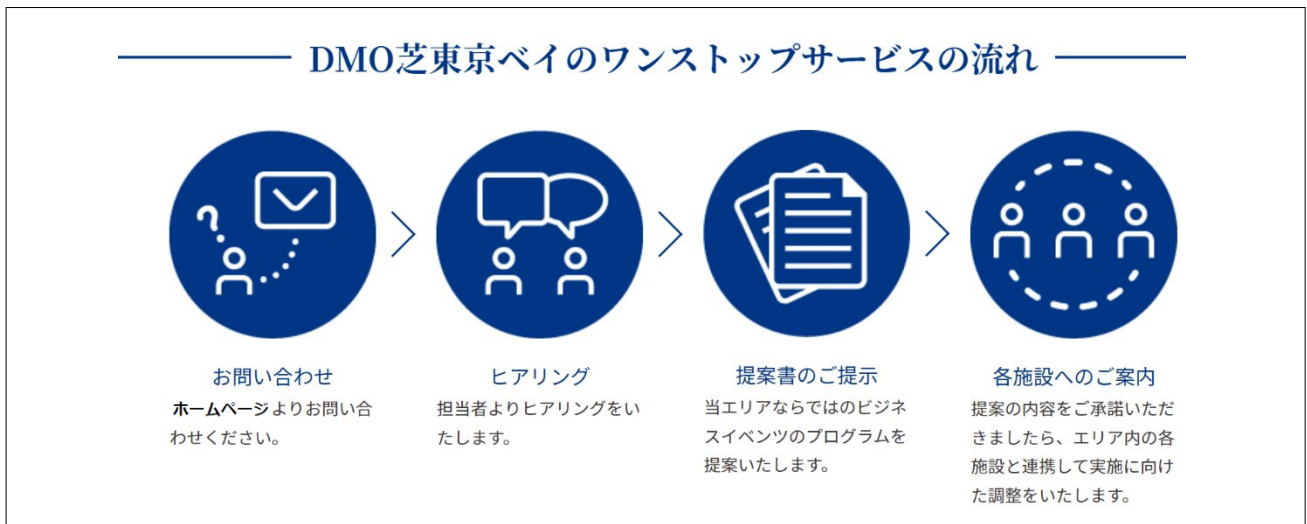 DMO芝東京ベイのワンストップサービスの流れ
お問い合わせ
ホームページよりお問い合
わせください。
ヒアリング
担当者よりヒアリングをい
たします。
提案書のご提示
当エリアならではのビジネ
スイベンツのプログラムを
提案いたします。
各施設へのご案内
提案の内容をご承諾いただ
きましたら、エリア内の各
施設と連携して実施に向け
た調整をいたします。